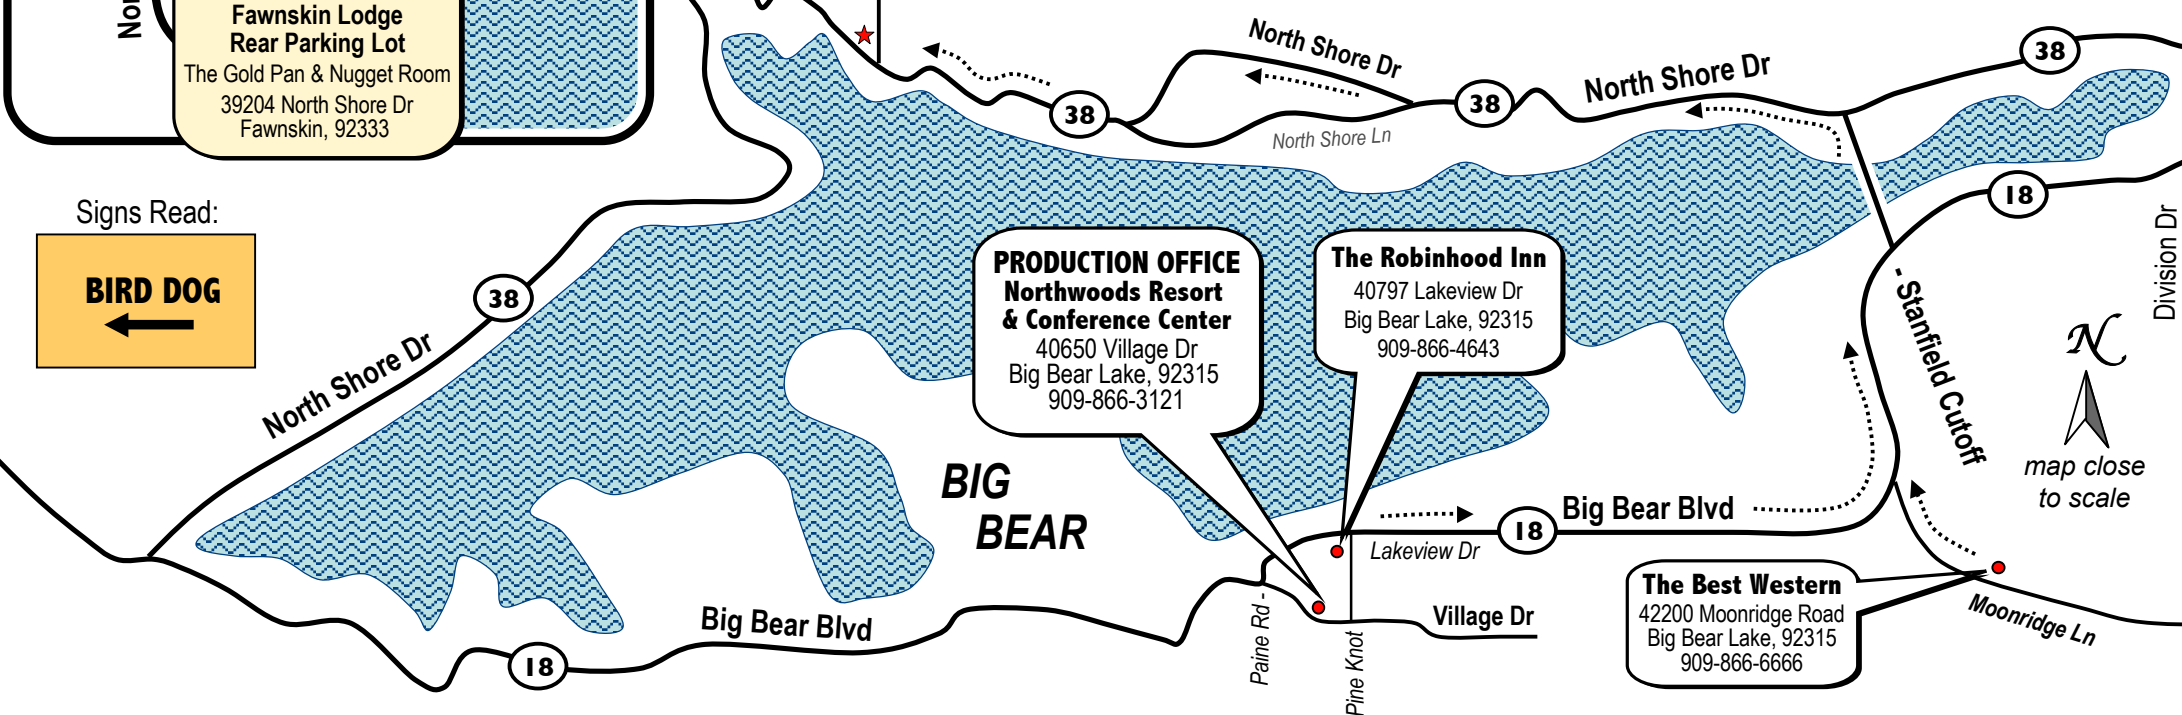 Nor
Fawnskin Lodge
Rear Parking Lot
The Gold Pan & Nugget Room
39204 North Shore Dr
Fawnskin, 92333
Signs Read:
BIRD DOG
38
North Shore Dr
38
North Shore Dr
North Shore Ln
38
North Shore Dr
38
18
Division Dr
PRODUCTION OFFICE
Northwoods Resort
& Conference Center
40650 Village Dr
Big Bear Lake, 92315
909-866-3121
The Robinhood Inn
40797 Lakeview Dr
Big Bear Lake, 92315
909-866-4643
- Stanfield Cutoff
N
map close
to scale
BIG
BEAR
18
Big Bear Blvd
Lakeview Dr
Big Bear Blvd
18
Paine Rd -
Pine Knot
Village Dr
The Best Western
42200 Moonridge Road
Big Bear Lake, 92315
909-866-6666
Moonridge Ln